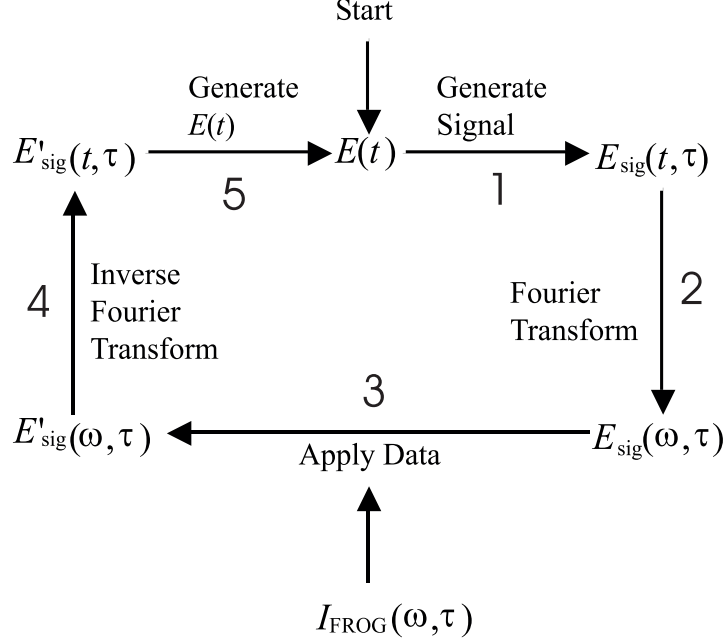 Start
Generate
E(t)
Generate
Signal
E'sig(t,τ)
E(t)
Esig(t,τ)
5
1
4
Inverse
Fourier
Transform
Fourier
Transform
2
3
E'sig(ω,τ)
Esig(ω,τ)
Apply Data
IFROG(ω,τ)